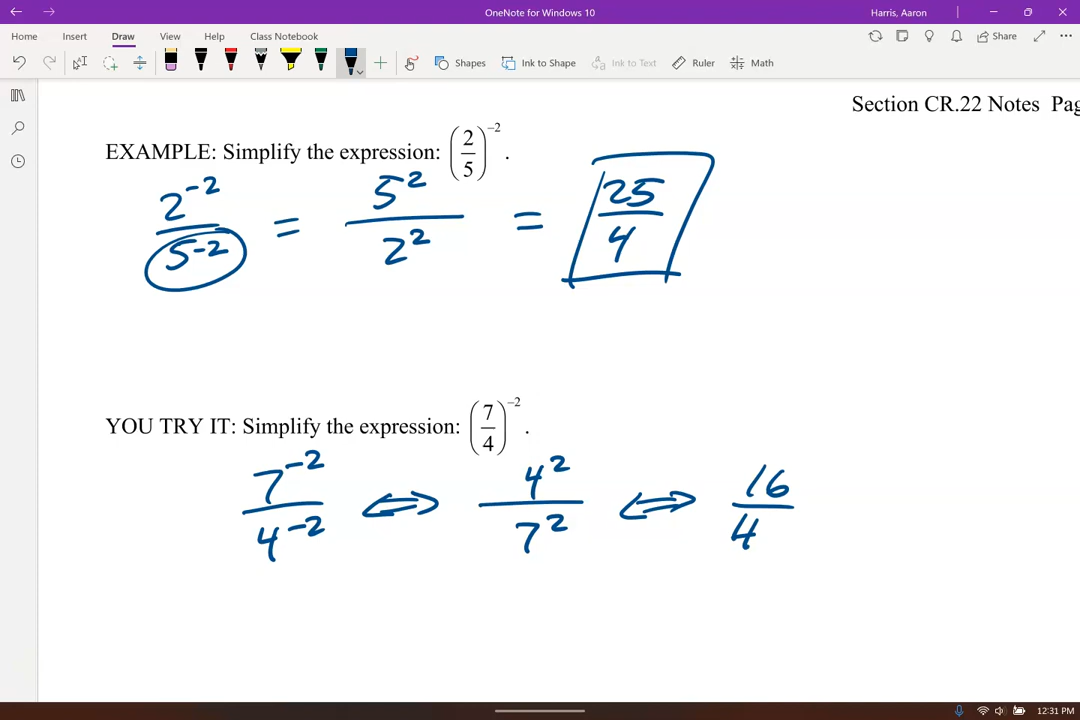 OneNote for Windows 10
Harris, Aaron
Home Insert Draw View Help Class Notebook
Share
Shapes Ink to Shape Ink to Text Ruler Math
Section CR.22 Notes Pag
EXAMPLE: Simplify the expression: (2/5)^−2.
2^-2/5^-2 = 5^2/2^2 = 25/4
YOU TRY IT: Simplify the expression: (7/4)^−2.
7^-2/4^-2 ⇔ 4^2/7^2 ⇔ 16/4
12:31 PM